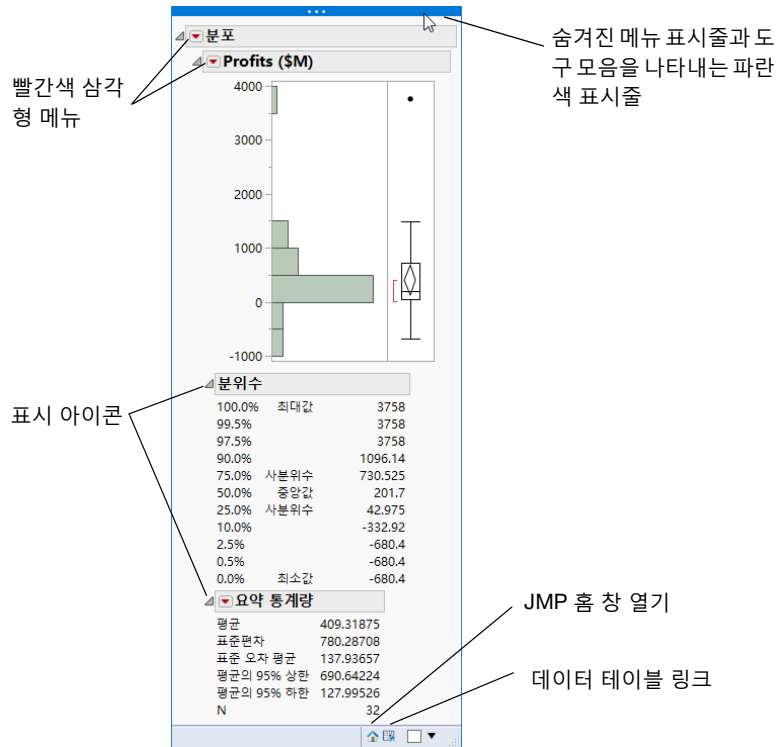 분포
Profits ($M)
숨겨진 메뉴 표시줄과 도
구 모음을 나타내는 파란
색 표시줄
빨간색 삼각
형 메뉴
4000
3000
2000
1000
0
-1000
분위수
표시 아이콘
100.0% 최대값 3758
99.5% 3758
97.5% 3758
90.0% 1096.14
75.0% 사분위수 730.525
50.0% 중앙값 201.7
25.0% 사분위수 42.975
10.0% -332.92
2.5% -680.4
0.5% -680.4
0.0% 최소값 -680.4
요약 통계량
평균 409.31875
표준편차 780.28708
표준 오차 평균 137.93657
평균의 95% 상한 690.64224
평균의 95% 하한 127.99526
N 32
JMP 홈 창 열기
데이터 테이블 링크